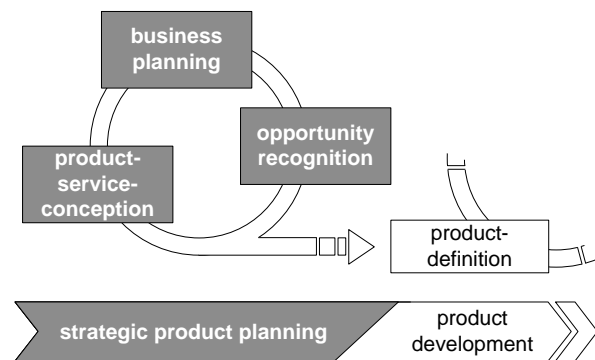 business
planning
opportunity
recognition
product-
service-
conception
product-
definition
strategic product planning
product
development